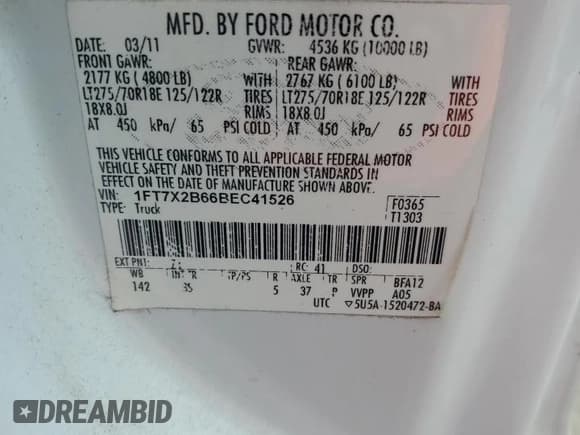 MFD. BY FORD MOTOR CO.
DATE: 03/11 GVWR: 4536 KG (10000 LB)
FRONT GAWR: REAR GAWR:
2177 KG (4800 LB) WITH 2767 KG (6100 LB) WITH
LT275/70R18E 125/122R TIRES LT275/70R18E 125/122R TIRES
18X8.0J RIMS 18X8.0J RIMS
AT 450 kPa/ 65 PSI COLD AT 450 kPa/ 65 PSI COLD
THIS VEHICLE CONFORMS TO ALL APPLICABLE FEDERAL MOTOR
VEHICLE SAFETY AND THEFT PREVENTION STANDARDS IN
EFFECT ON THE DATE OF MANUFACTURE SHOWN ABOVE.
VIN: 1FT7X2B66BEC41526 F0365
TYPE: Truck T1303
EXT PNT: RC: 41 DSO:
WB R AXLE TR SPR BFA12
142 5 37 VVPP A05
UTC ▽5U5A-1520472-BA
DREAMBID